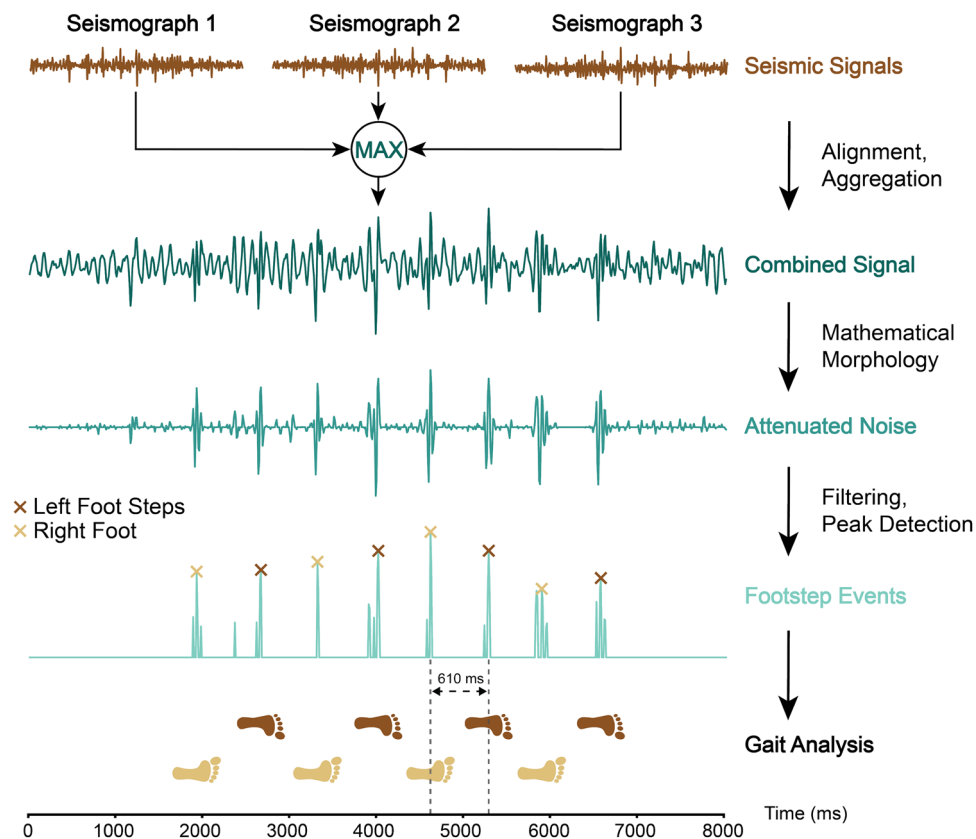 Seismograph 1
Seismograph 2
Seismograph 3
Seismic Signals
MAX
Alignment,
Aggregation
Combined Signal
Mathematical
Morphology
Attenuated Noise
Left Foot Steps
Right Foot
Filtering,
Peak Detection
Footstep Events
610 ms
Gait Analysis
0 1000 2000 3000 4000 5000 6000 7000 8000
Time (ms)